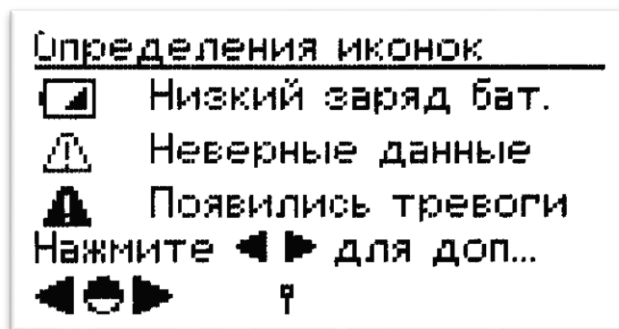 Определения иконок
Низкий заряд бат.
Неверные данные
Появились тревоги
Нажмите ◀ ▶ для доп...